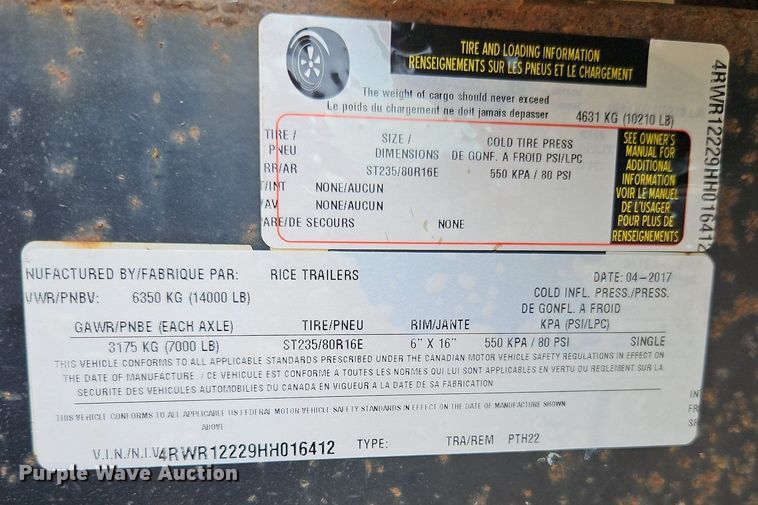 TIRE AND LOADING INFORMATION
RENSEIGNEMENTS SUR LES PNEUS ET LE CHARGEMENT
The weight of cargo should never exceed
Le poids du chargement ne doit jamais depasser 4631 KG (10210 LB)
TIRE / SIZE / COLD TIRE PRESS
PNEU DIMENSIONS DE GONF. A FROID PSI/LPC
RR/AR ST235/80R16E 550 KPA / 80 PSI
T/INT NONE/AUCUN
/AV NONE/AUCUN
ARE/DE SECOURS NONE
SEE OWNER'S
MANUAL FOR
ADDITIONAL
INFORMATION
VOIR LE MANUEL
DE L'USAGER
POUR PLUS DE
RENSEIGNEMENTS
4RWR12229HH016412
NUFACTURED BY/FABRIQUE PAR: RICE TRAILERS DATE: 04-2017
VWR/PNBV: 6350 KG (14000 LB) COLD INFL. PRESS./PRESS.
DE GONFL. A FROID
GAWR/PNBE (EACH AXLE) TIRE/PNEU RIM/JANTE KPA (PSI/LPC)
3175 KG (7000 LB) ST235/80R16E 6" X 16" 550 KPA / 80 PSI SINGLE
THIS VEHICLE CONFORMS TO ALL APPLICABLE STANDARDS PRESCRIBED UNDER THE CANADIAN MOTOR VEHICLE SAFETY REGULATIONS IN EFFECT ON
THE DATE OF MANUFACTURE / CE VEHICULE EST CONFORME A TOUTES LES NORMES QUI LUI SONT APPLICABLES EN VERTU DU REGLEMENT SUR LA
SECURITE DES VEHICULES AUTOMOBILES DU CANADA EN VIGUEUR A LA DATE DE SA FABRICATION
THIS VEHICLE CONFORMS TO ALL APPLICABLE US FEDERAL MOTOR VEHICLE SAFETY STANDARDS IN EFFECT ON THE DATE OF MANUFACTURE SHOWN
ABOVE
V.I.N./N.I.V 4RWR12229HH016412 TYPE: TRA/REM PTH22
IN
FR
SR
Purple Wave Auction